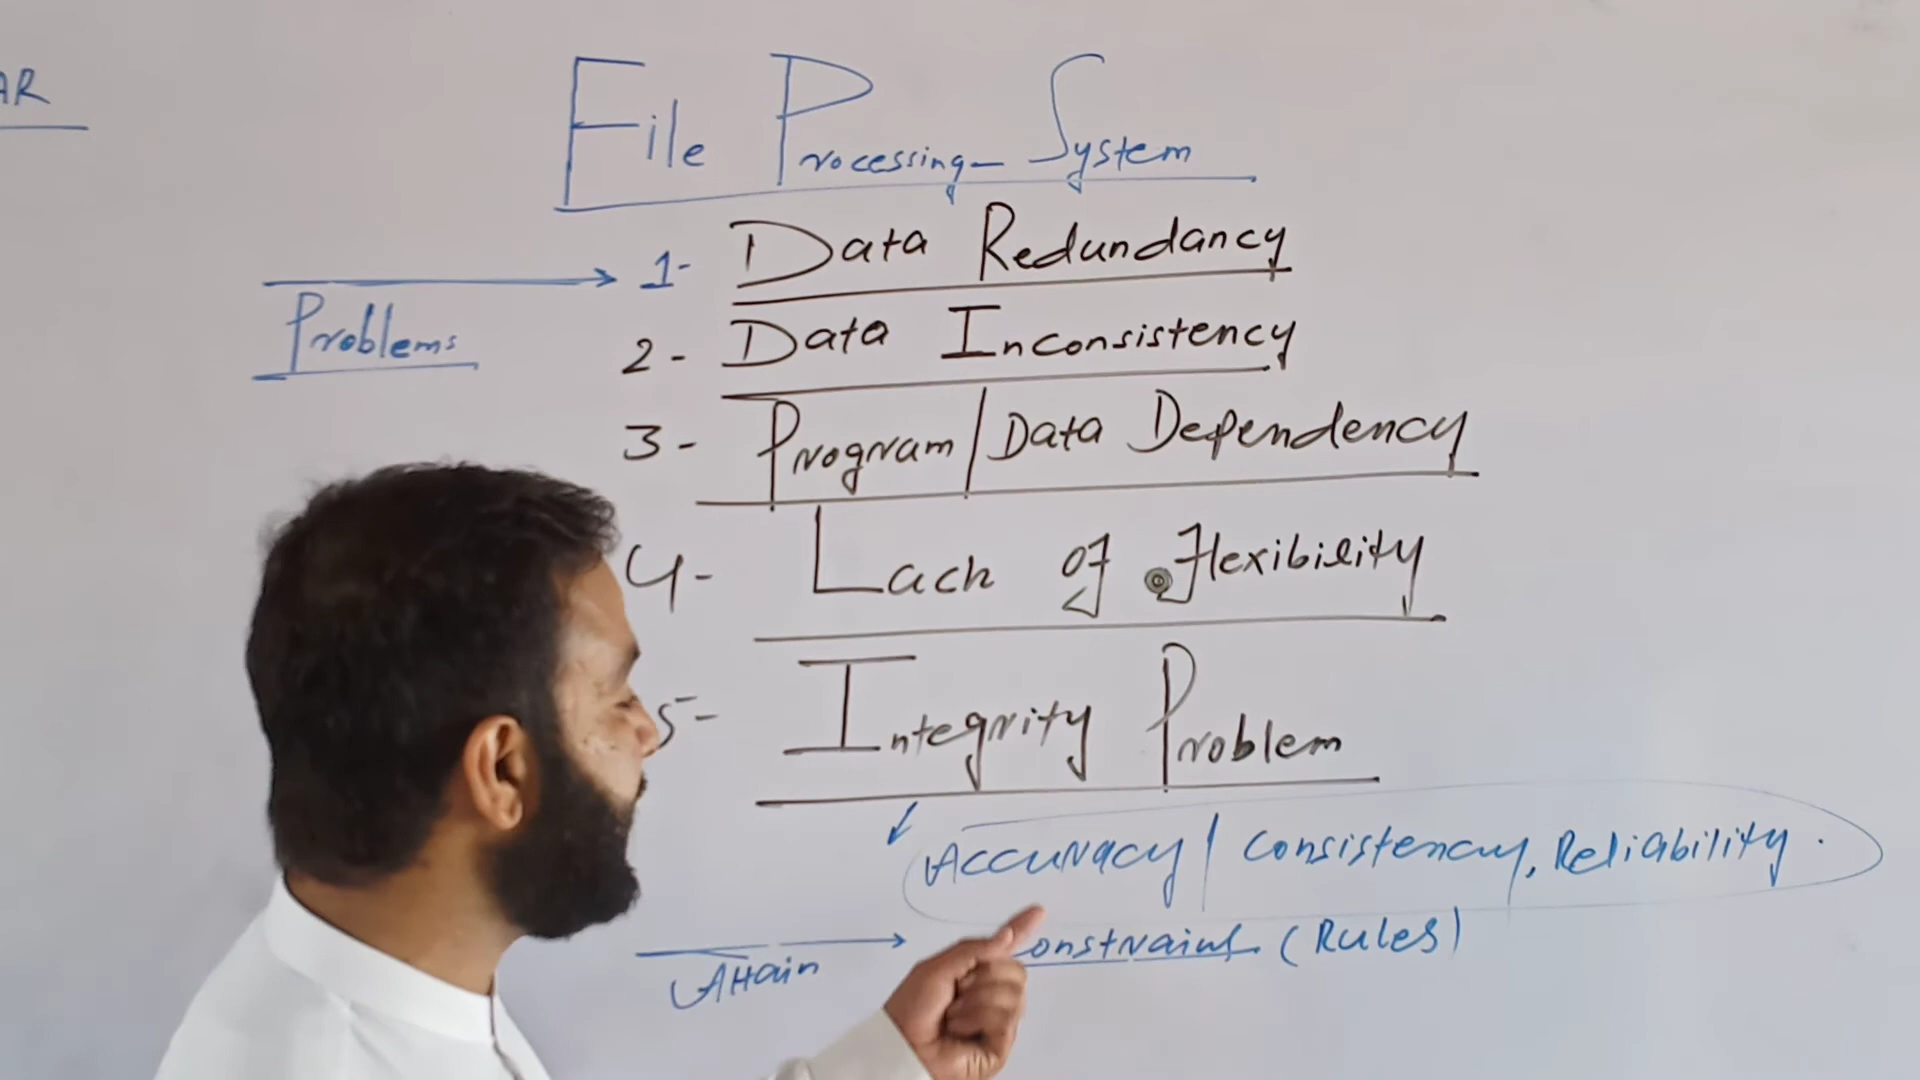 AR
File Processing System
Problems
1- Data Redundancy
2- Data Inconsistency
3- Program/Data Dependency
4- Lack of Flexibility
5- Integrity Problem
Accuracy/Consistency, Reliability.
Attain
(Rules)